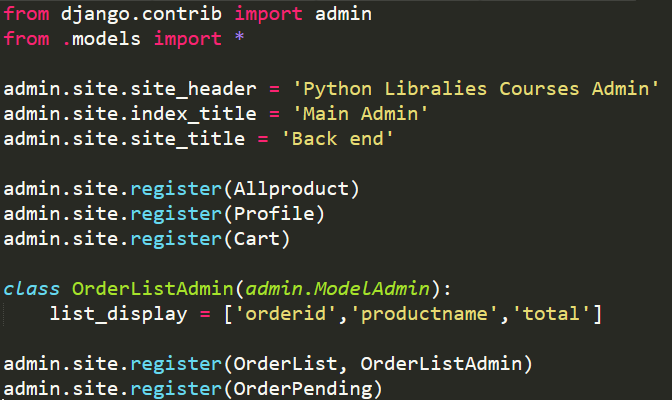 from django.contrib import admin
from .models import *
admin.site.site_header = 'Python Libralies Courses Admin'
admin.site.index_title = 'Main Admin'
admin.site.site_title = 'Back end'
admin.site.register(Allproduct)
admin.site.register(Profile)
admin.site.register(Cart)
class OrderListAdmin(admin.ModelAdmin):
    list_display = ['orderid','productname','total']
admin.site.register(OrderList, OrderListAdmin)
admin.site.register(OrderPending)